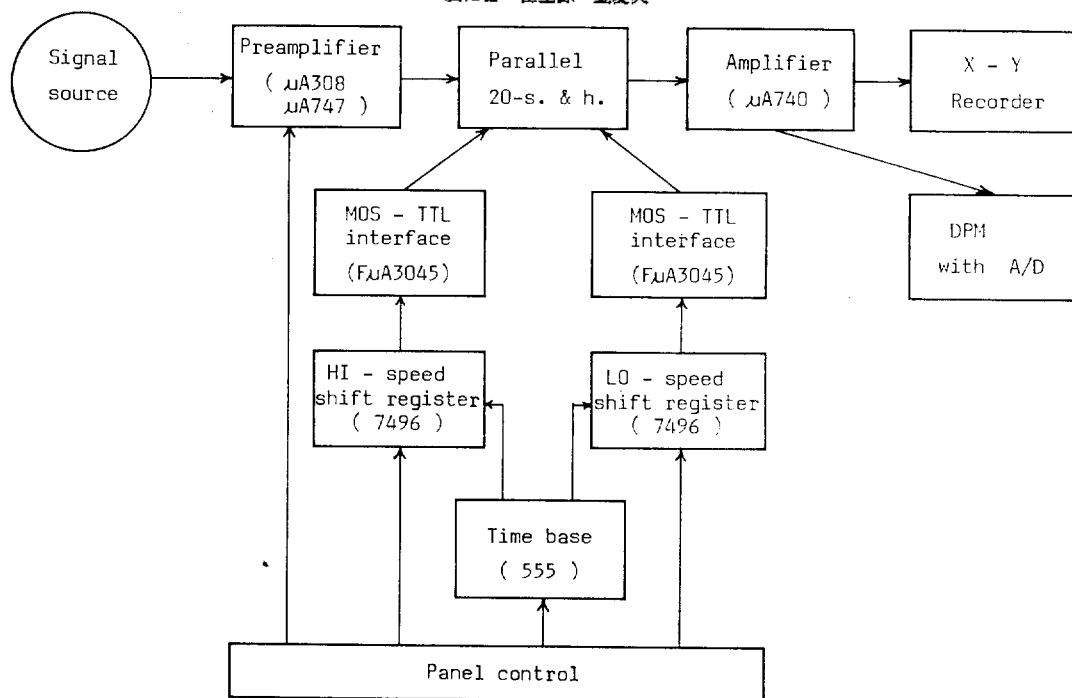 Signal
source
Preamplifier
( μA308
μA747 )
Parallel
20-s. & h.
Amplifier
( μA740 )
X - Y
Recorder
MOS - TTL
interface
(FμA3045)
MOS - TTL
interface
(FμA3045)
DPM
with A/D
HI - speed
shift register
( 7496 )
LO - speed
shift register
( 7496 )
Time base
( 555 )
Panel control